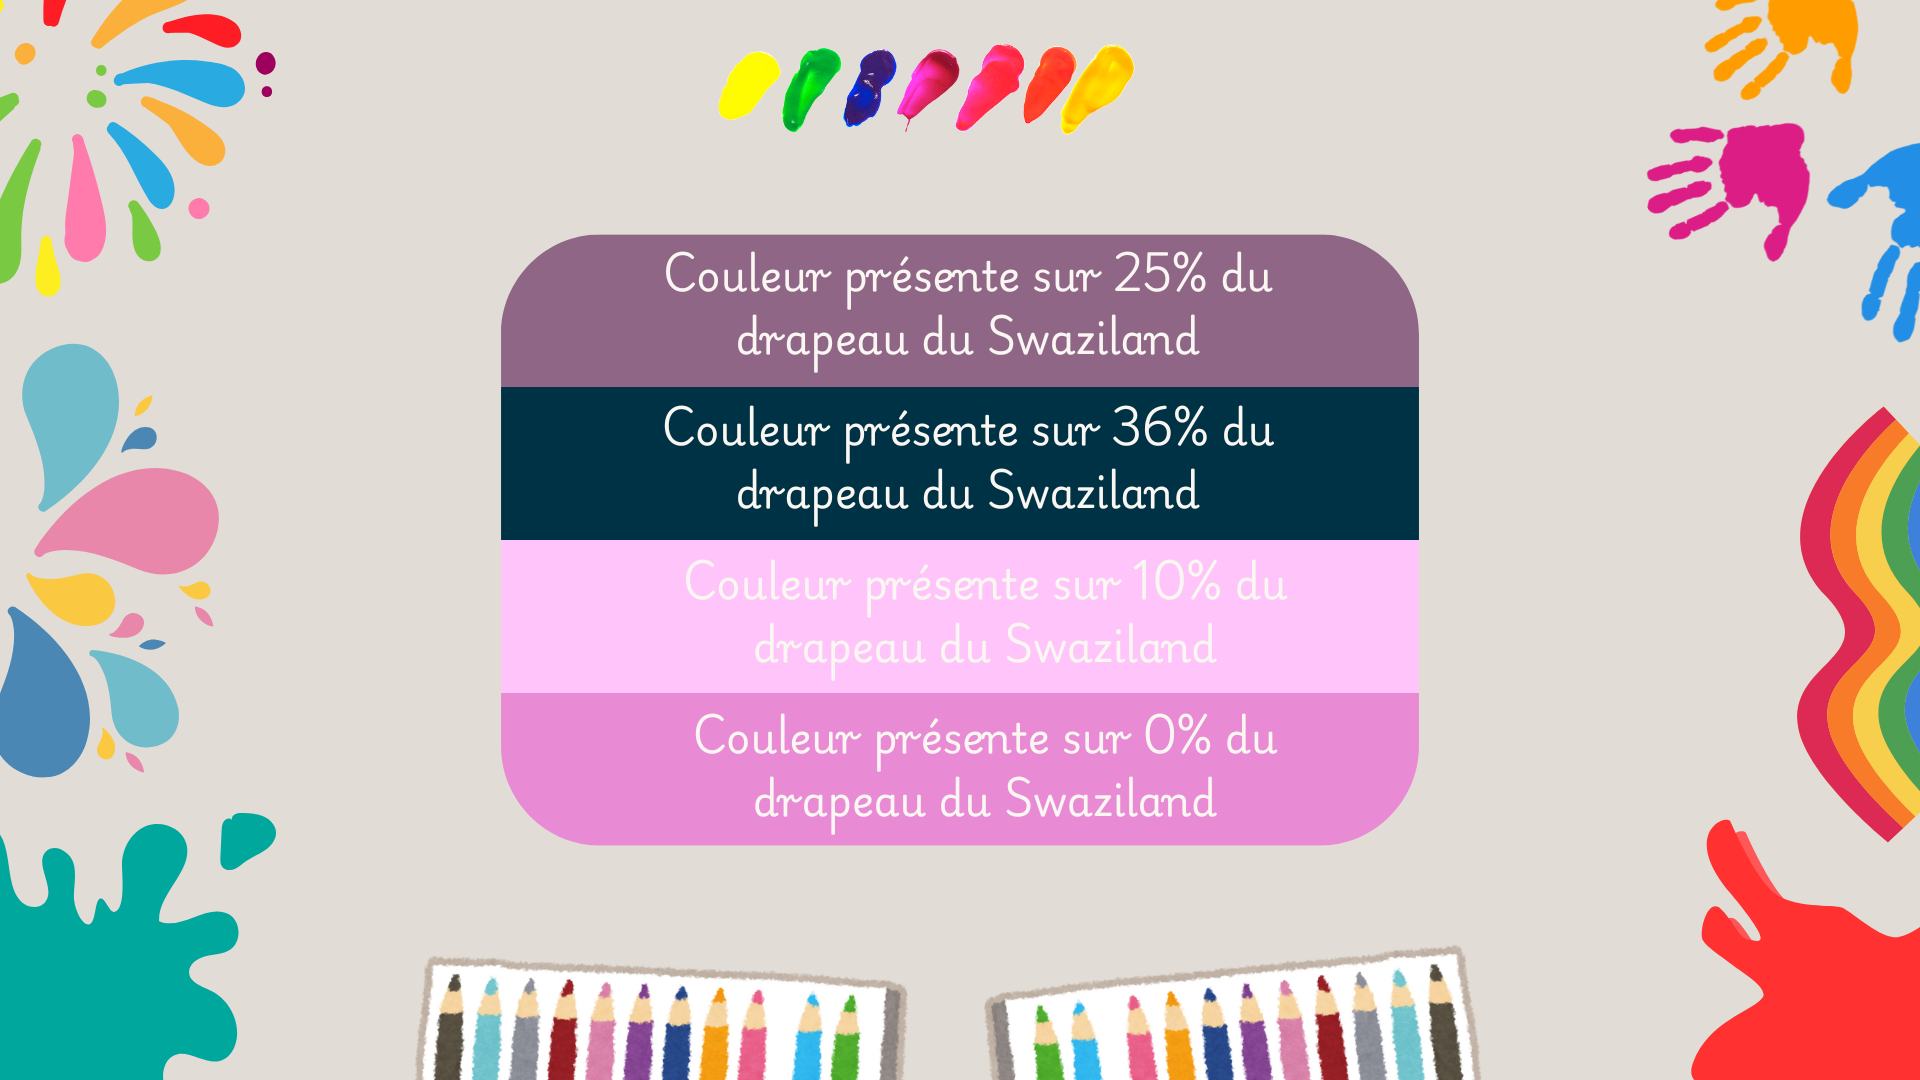 Couleur présente sur 25% du
drapeau du Swaziland
Couleur présente sur 36% du
drapeau du Swaziland
Couleur présente sur 10% du
drapeau du Swaziland
Couleur présente sur 0% du
drapeau du Swaziland